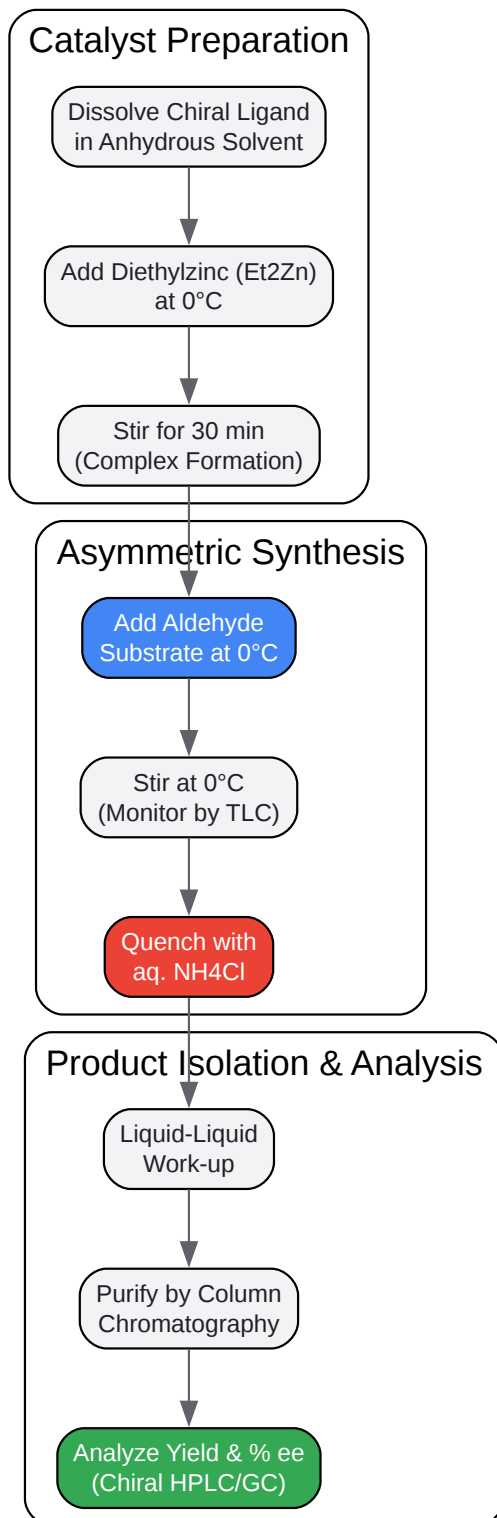 Catalyst Preparation
Dissolve Chiral Ligand
in Anhydrous Solvent
Add Diethylzinc (Et2Zn)
at 0°C
Stir for 30 min
(Complex Formation)
Asymmetric Synthesis
Add Aldehyde
Substrate at 0°C
Stir at 0°C
(Monitor by TLC)
Quench with
aq. NH4Cl
Product Isolation & Analysis
Liquid-Liquid
Work-up
Purify by Column
Chromatography
Analyze Yield & % ee
(Chiral HPLC/GC)